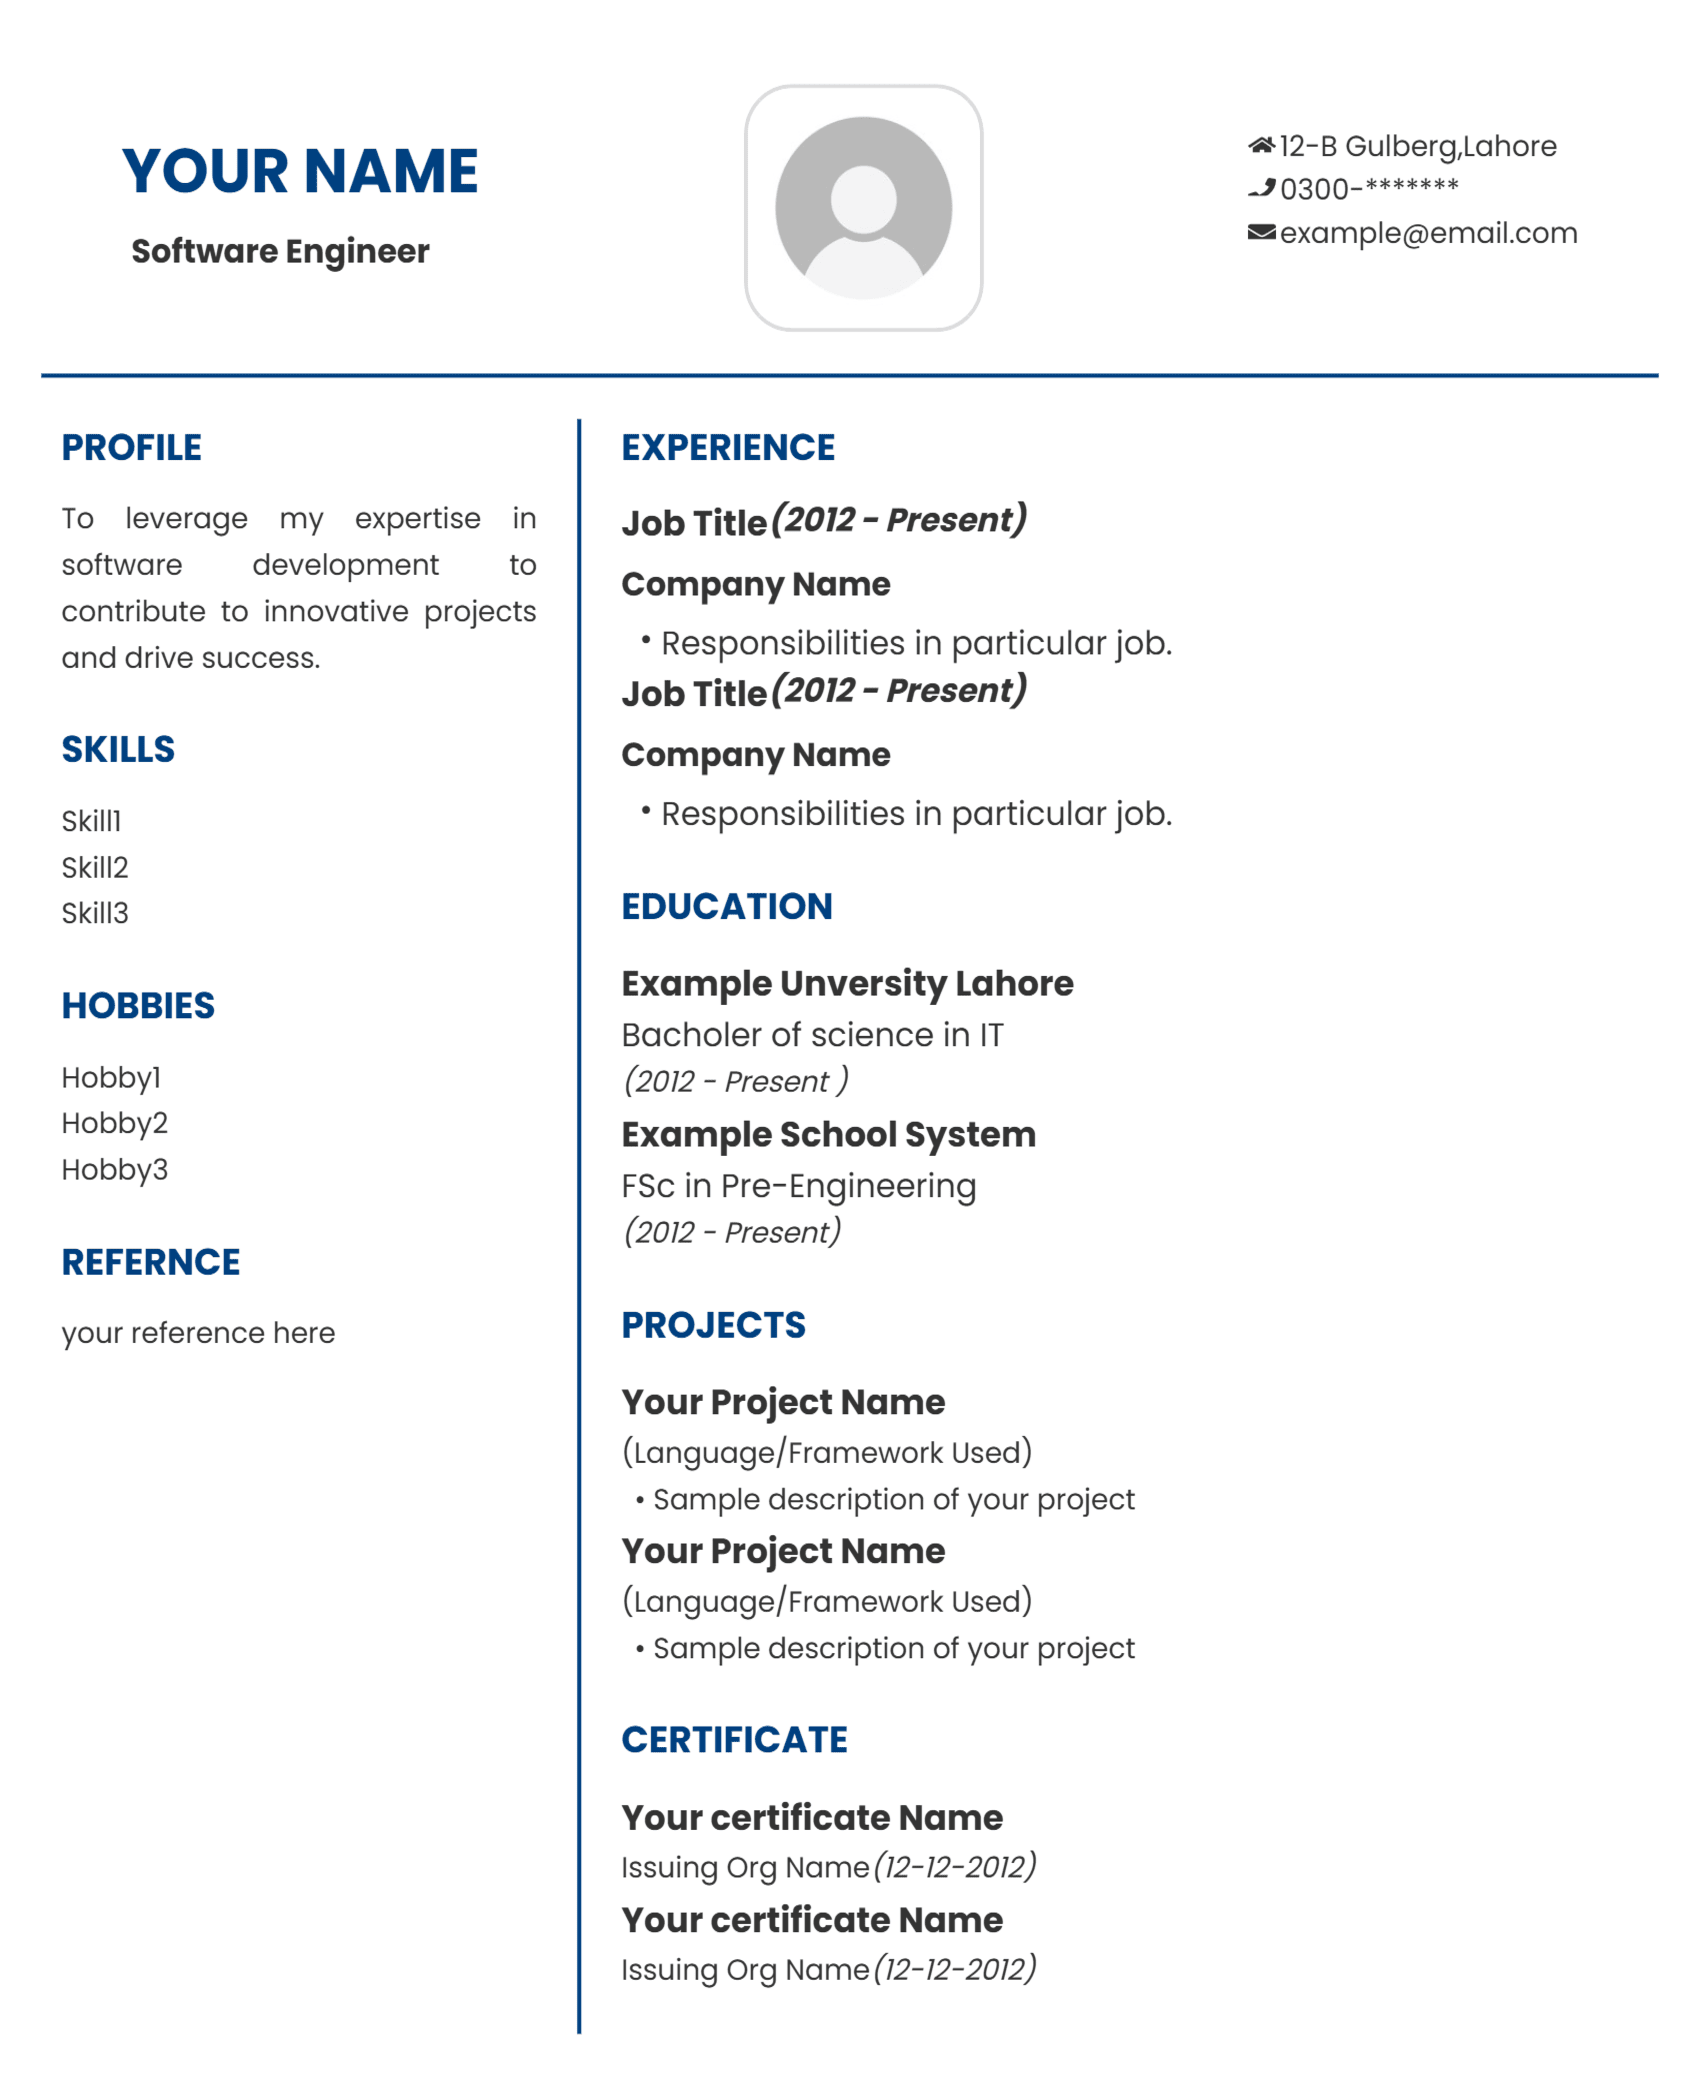 YOUR NAME
Software Engineer
12-B Gulberg,Lahore
0300-*******
example@email.com
PROFILE
To leverage my expertise in
software development to
contribute to innovative projects
and drive success.
SKILLS
Skill1
Skill2
Skill3
HOBBIES
Hobby1
Hobby2
Hobby3
REFERNCE
your reference here
EXPERIENCE
Job Title(2012 - Present)
Company Name
• Responsibilities in particular job.
Job Title(2012 - Present)
Company Name
• Responsibilities in particular job.
EDUCATION
Example Unversity Lahore
Bacholer of science in IT
(2012 - Present )
Example School System
FSc in Pre-Engineering
(2012 - Present)
PROJECTS
Your Project Name
(Language/Framework Used)
• Sample description of your project
Your Project Name
(Language/Framework Used)
• Sample description of your project
CERTIFICATE
Your certificate Name
Issuing Org Name(12-12-2012)
Your certificate Name
Issuing Org Name(12-12-2012)